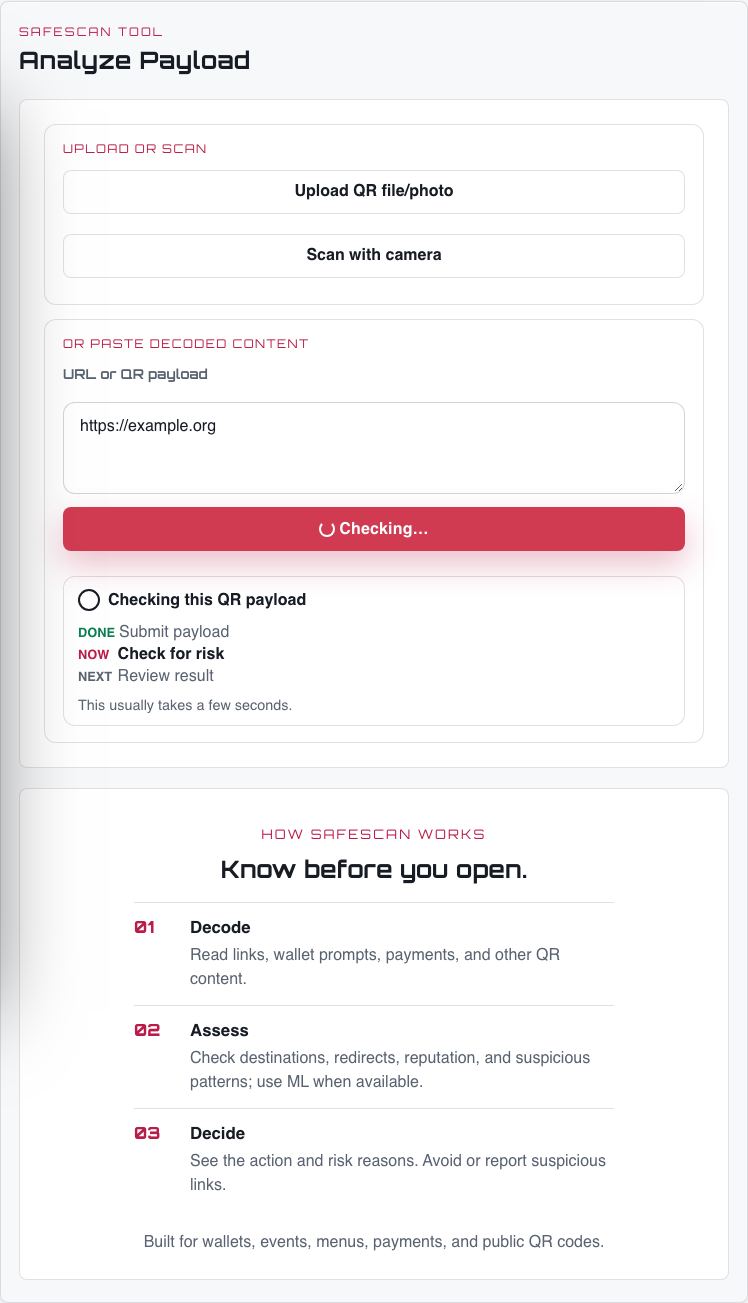 SAFESCAN TOOL
Analyze Payload
UPLOAD OR SCAN
Upload QR file/photo
Scan with camera
OR PASTE DECODED CONTENT
URL or QR payload
https://example.org
Checking...
Checking this QR payload
DONE Submit payload
NOW Check for risk
NEXT Review result
This usually takes a few seconds.
HOW SAFESCAN WORKS
Know before you open.
01 Decode
Read links, wallet prompts, payments, and other QR
content.
02 Assess
Check destinations, redirects, reputation, and suspicious
patterns; use ML when available.
03 Decide
See the action and risk reasons. Avoid or report suspicious
links.
Built for wallets, events, menus, payments, and public QR codes.